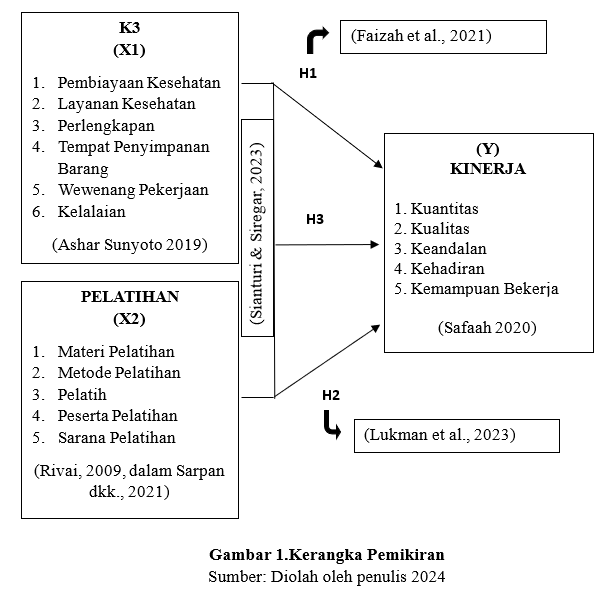 K3
(X1)
1. Pembiayaan Kesehatan
2. Layanan Kesehatan
3. Perlengkapan
4. Tempat Penyimpanan
Barang
5. Wewenang Pekerjaan
6. Kelalaian
(Ashar Sunyoto 2019)
PELATIHAN
(X2)
1. Materi Pelatihan
2. Metode Pelatihan
3. Pelatih
4. Peserta Pelatihan
5. Sarana Pelatihan
(Rivai, 2009, dalam Sarpan
dkk., 2021)
(Sianturi & Siregar, 2023)
H1
(Faizah et al., 2021)
H3
H2
(Lukman et al., 2023)
(Y)
KINERJA
1. Kuantitas
2. Kualitas
3. Keandalan
4. Kehadiran
5. Kemampuan Bekerja
(Safaah 2020)
Gambar 1.Kerangka Pemikiran
Sumber: Diolah oleh penulis 2024